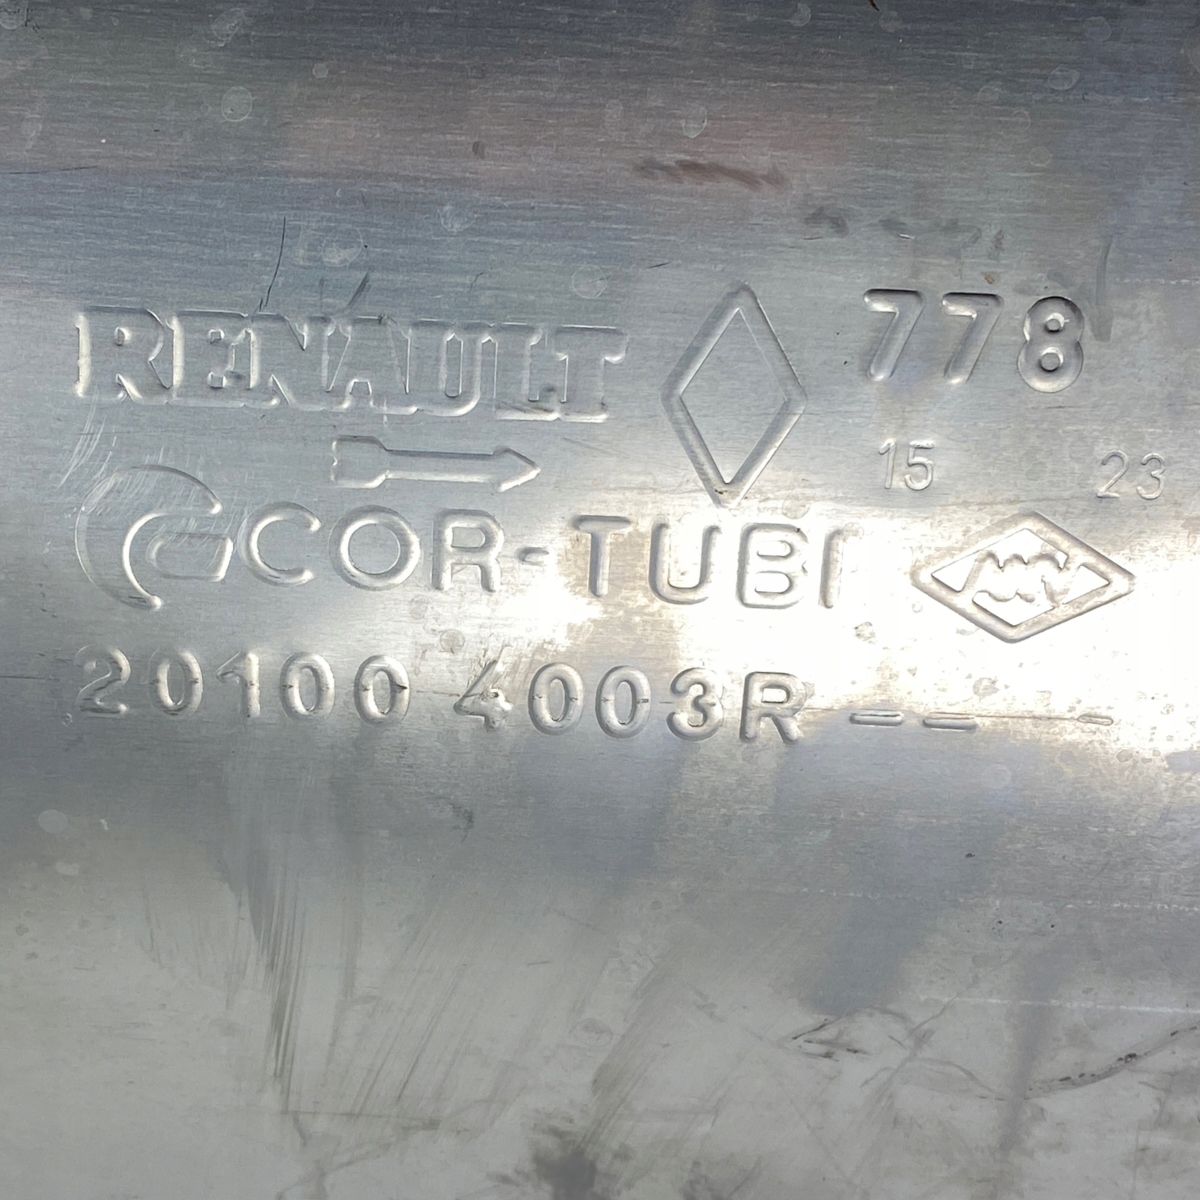 RENAULT 778
15 23
COR-TUBI
20100 4003R -- -